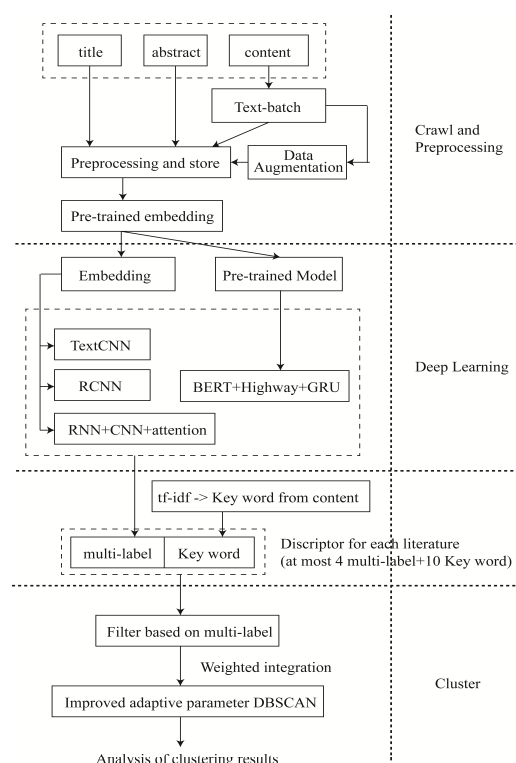 title
abstract
content
Text-batch
Crawl and
Preprocessing
Preprocessing and store
Data
Augmentation
Pre-trained embedding
Embedding
Pre-trained Model
TextCNN
Deep Learning
RCNN
BERT+Highway+GRU
RNN+CNN+attention
tf-idf -> Key word from content
multi-label
Key word
Discriptor for each literature
(at most 4 multi-label+10 Key word)
Filter based on multi-label
Weighted integration
Cluster
Improved adaptive parameter DBSCAN
Analysis of clustering results